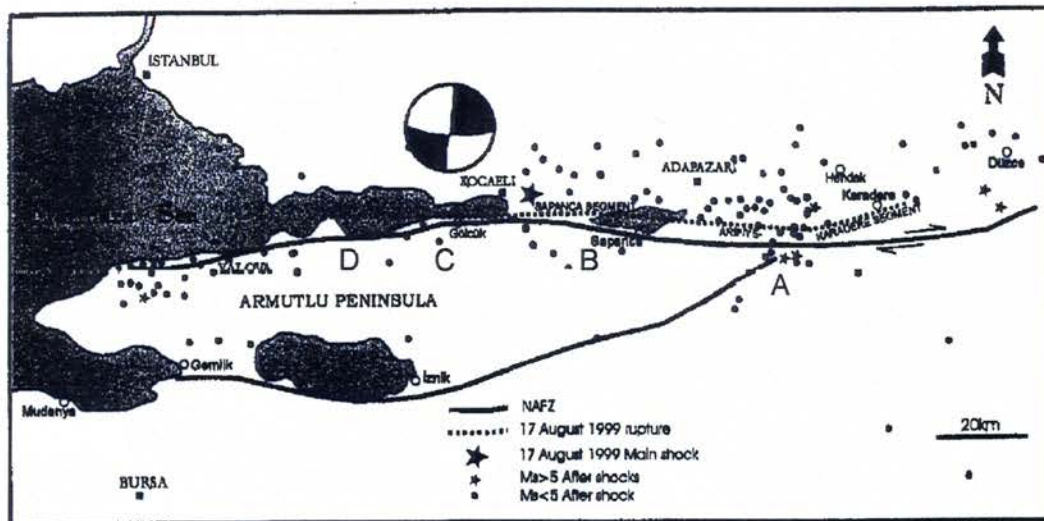 ISTANBUL
N
KOCAELI
ADAPAZARI
Hendek
Düzce
Karadere
SAPANCA SEGMENT
KARADERE SEGMENT
Gölcük
Sapanca
YALOVA
D
C
B
A
ARMUTLU PENINSULA
Gemlik
Iznik
Mudanya
NAFZ
17 August 1999 rupture
17 August 1999 Main shock
Ms>5 After shocks
Ms<5 After shock
20km
BURSA